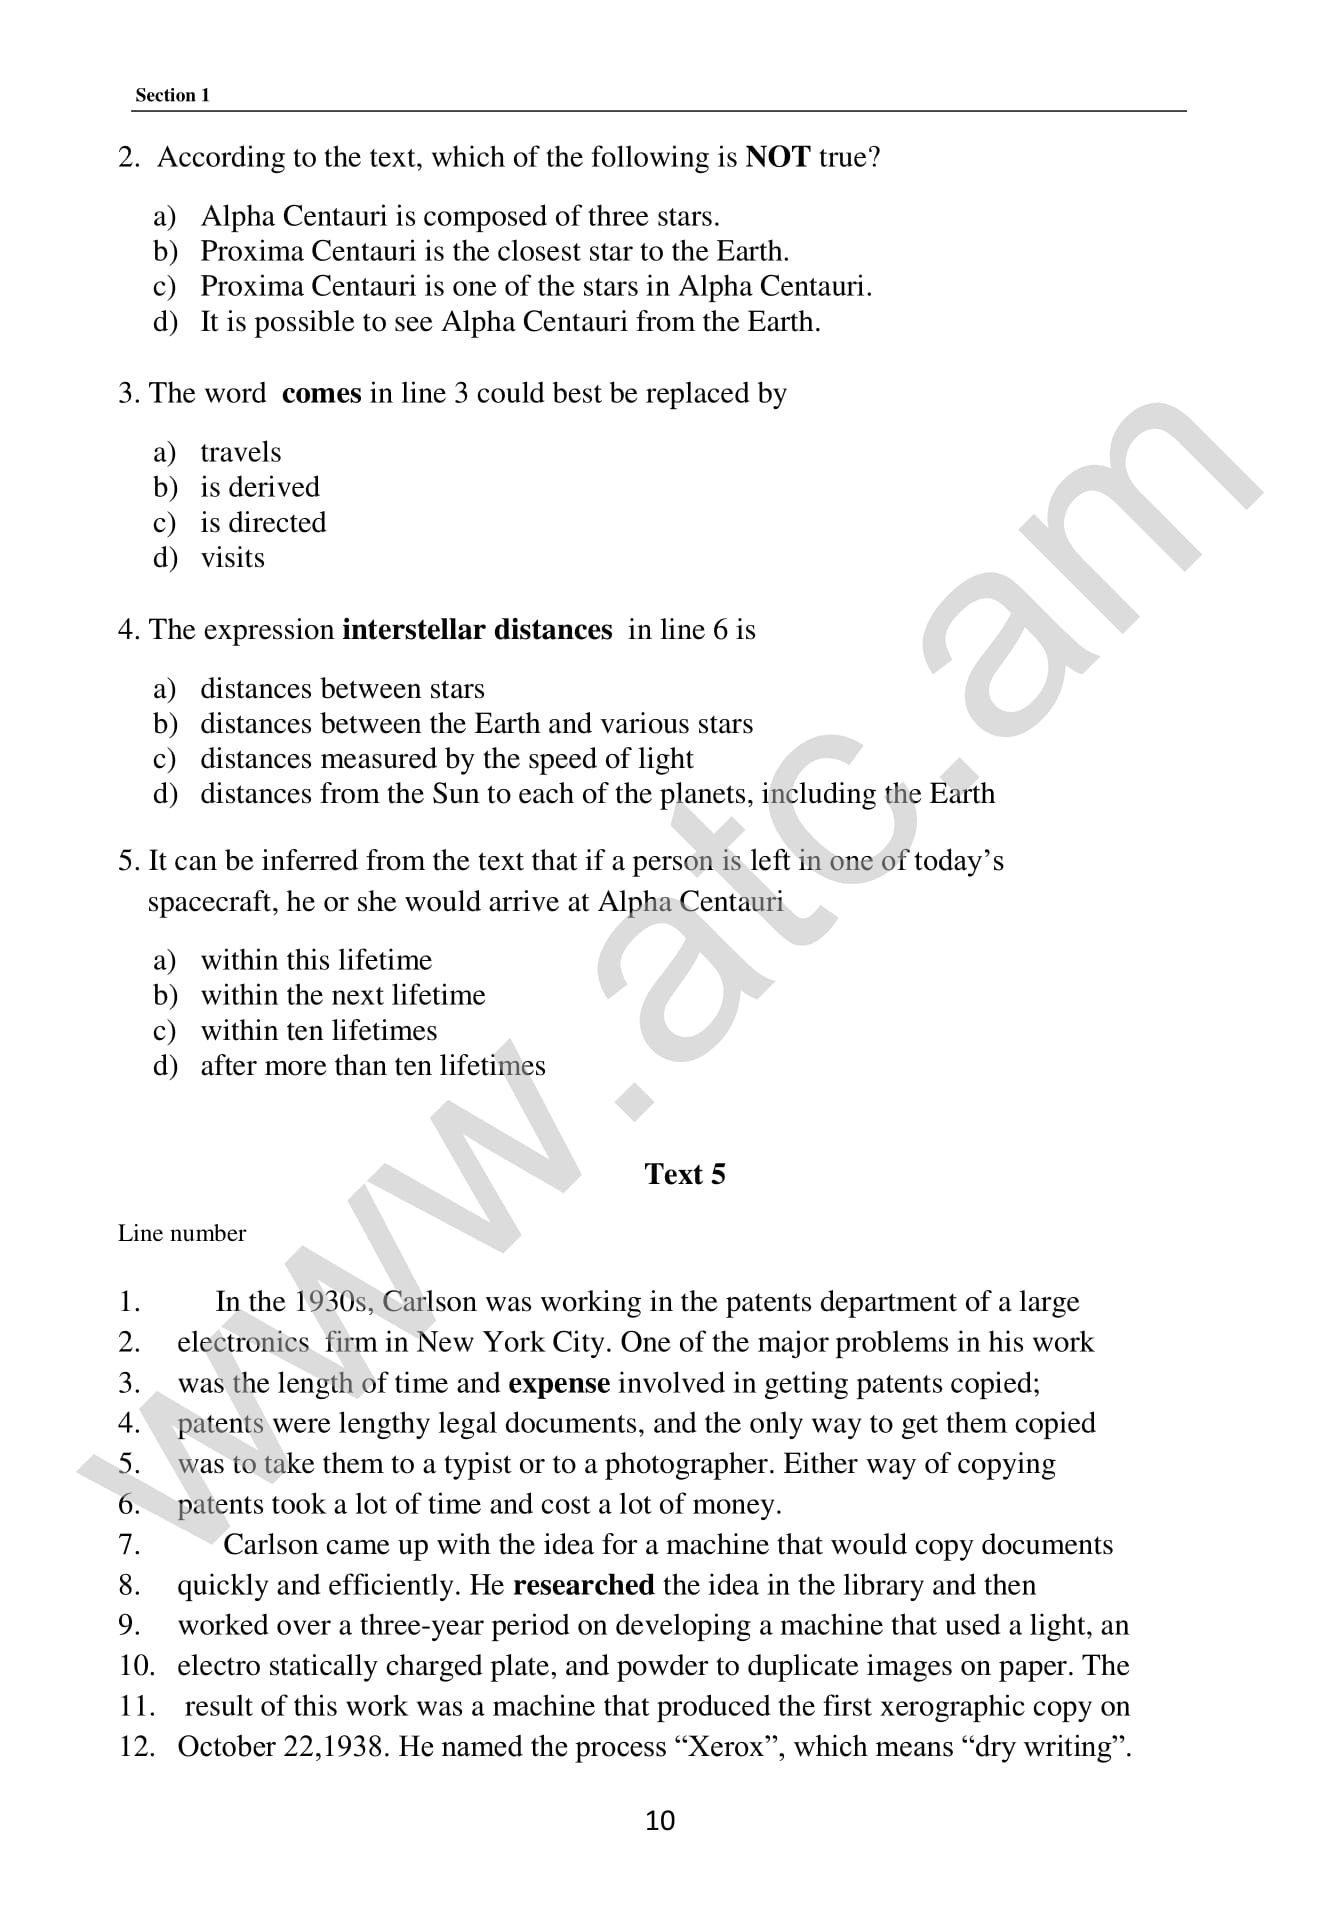 Section 1
2. According to the text, which of the following is NOT true?
a) Alpha Centauri is composed of three stars.
b) Proxima Centauri is the closest star to the Earth.
c) Proxima Centauri is one of the stars in Alpha Centauri.
d) It is possible to see Alpha Centauri from the Earth.
3. The word comes in line 3 could best be replaced by
a) travels
b) is derived
c) is directed
d) visits
4. The expression interstellar distances in line 6 is
a) distances between stars
b) distances between the Earth and various stars
c) distances measured by the speed of light
d) distances from the Sun to each of the planets, including the Earth
5. It can be inferred from the text that if a person is left in one of today’s
spacecraft, he or she would arrive at Alpha Centauri
a) within this lifetime
b) within the next lifetime
c) within ten lifetimes
d) after more than ten lifetimes
Text 5
Line number
1. In the 1930s, Carlson was working in the patents department of a large
2. electronics firm in New York City. One of the major problems in his work
3. was the length of time and expense involved in getting patents copied;
4. patents were lengthy legal documents, and the only way to get them copied
5. was to take them to a typist or to a photographer. Either way of copying
6. patents took a lot of time and cost a lot of money.
7. Carlson came up with the idea for a machine that would copy documents
8. quickly and efficiently. He researched the idea in the library and then
9. worked over a three-year period on developing a machine that used a light, an
10. electro statically charged plate, and powder to duplicate images on paper. The
11. result of this work was a machine that produced the first xerographic copy on
12. October 22,1938. He named the process “Xerox”, which means “dry writing”.
10
www.atc.am